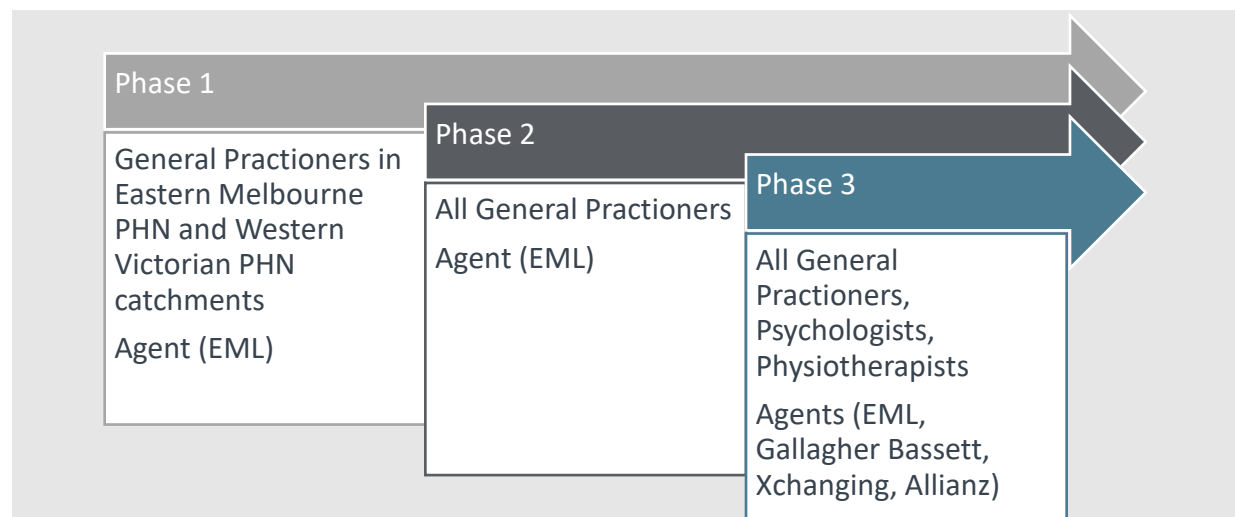 Phase 1
General Practioners in
Eastern Melbourne
PHN and Western
Victorian PHN
catchments
Agent (EML)
Phase 2
All General Practioners
Agent (EML)
Phase 3
All General
Practioners,
Psychologists,
Physiotherapists
Agents (EML,
Gallagher Bassett,
Xchanging, Allianz)